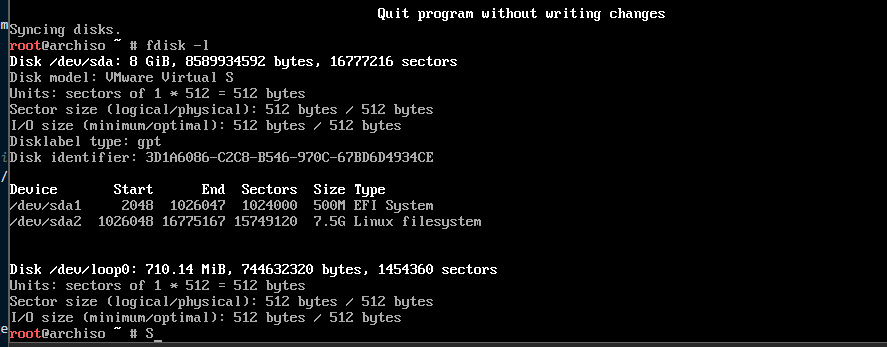 Quit program without writing changes
Syncing disks.
root@archiso ~ # fdisk -l
Disk /dev/sda: 8 GiB, 8589934592 bytes, 16777216 sectors
Disk model: VMware Virtual S
Units: sectors of 1 * 512 = 512 bytes
Sector size (logical/physical): 512 bytes / 512 bytes
I/O size (minimum/optimal): 512 bytes / 512 bytes
Disklabel type: gpt
Disk identifier: 3D1A6086-C2C8-B546-970C-67BD6D4934CE
Device       Start      End  Sectors  Size Type
/dev/sda1     2048  1026047  1024000  500M EFI System
/dev/sda2  1026048 16775167 15749120  7.5G Linux filesystem
Disk /dev/loop0: 710.14 MiB, 744632320 bytes, 1454360 sectors
Units: sectors of 1 * 512 = 512 bytes
Sector size (logical/physical): 512 bytes / 512 bytes
I/O size (minimum/optimal): 512 bytes / 512 bytes
root@archiso ~ # S_